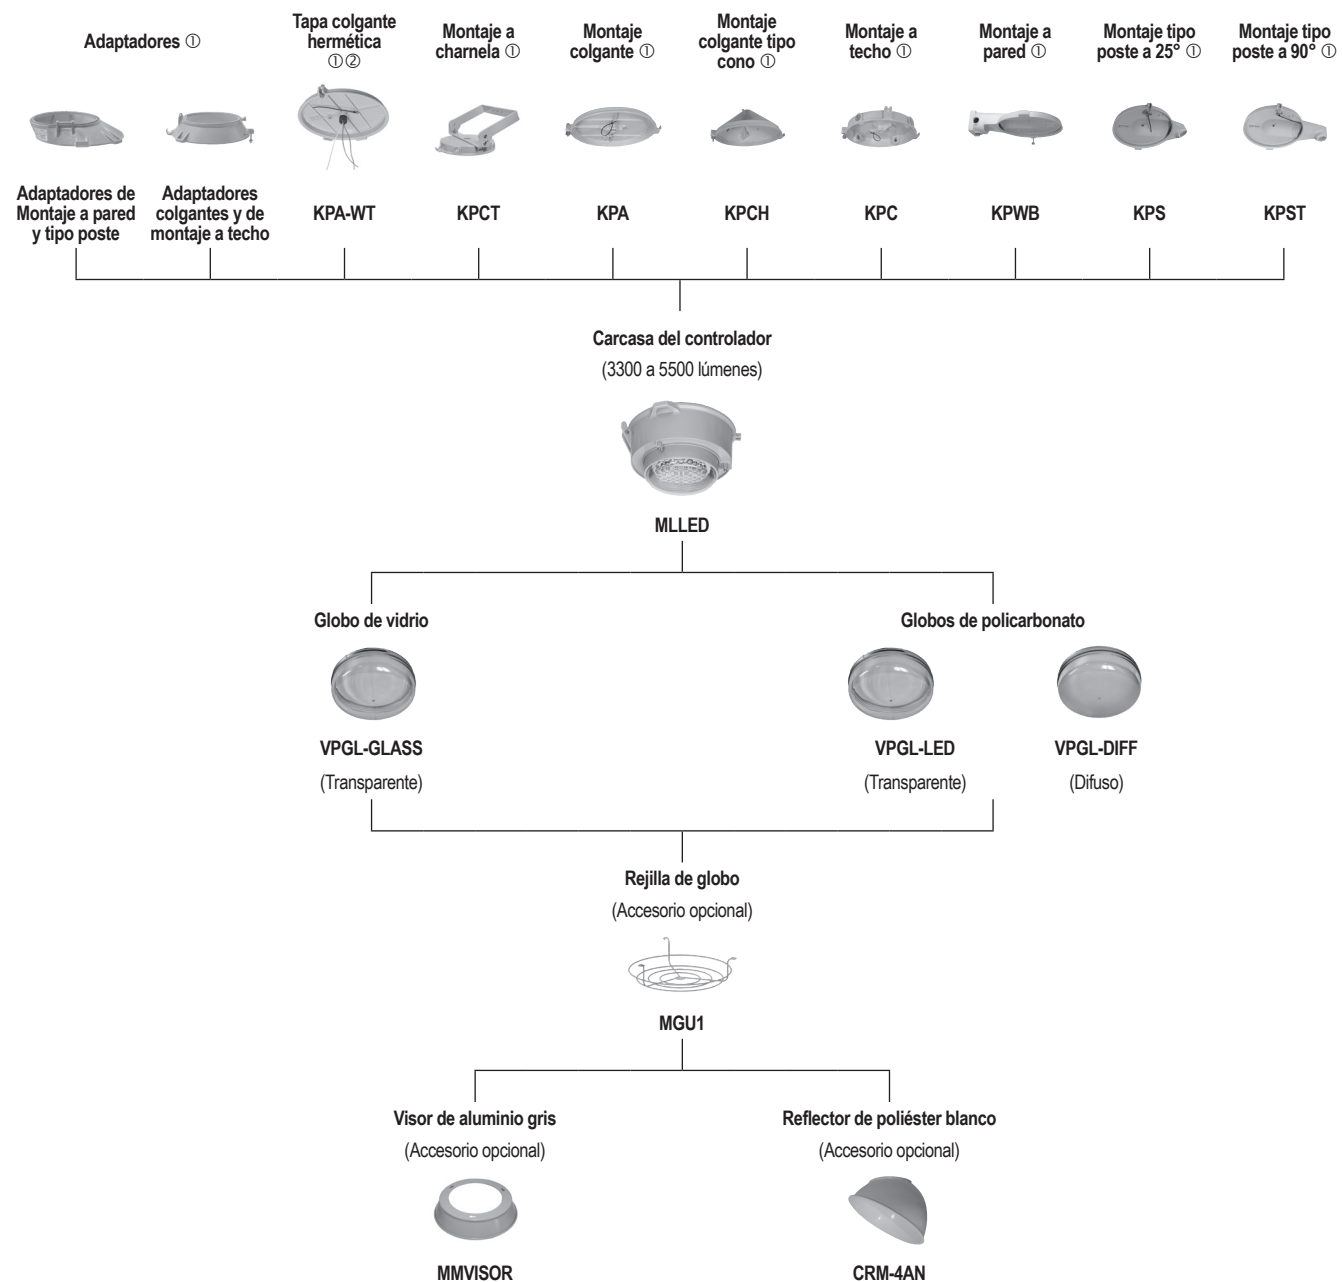 Adaptadores ①
Tapa colgante
hermética
①②
Montaje a
charnela ①
Montaje
colgante ①
Montaje
colgante tipo
cono ①
Montaje a
techo ①
Montaje a
pared ①
Montaje tipo
poste a 25° ①
Montaje tipo
poste a 90° ①
Adaptadores de
Montaje a pared
y tipo poste
Adaptadores
colgantes y de
montaje a techo
KPA-WT
KPCT
KPA
KPCH
KPC
KPWB
KPS
KPST
Carcasa del controlador
(3300 a 5500 lúmenes)
MLLED
Globo de vidrio
Globos de policarbonato
VPGL-GLASS
(Transparente)
VPGL-LED
(Transparente)
VPGL-DIFF
(Difuso)
Rejilla de globo
(Accesorio opcional)
MGU1
Visor de aluminio gris
(Accesorio opcional)
Reflector de poliéster blanco
(Accesorio opcional)
MMVISOR
CRM-4AN